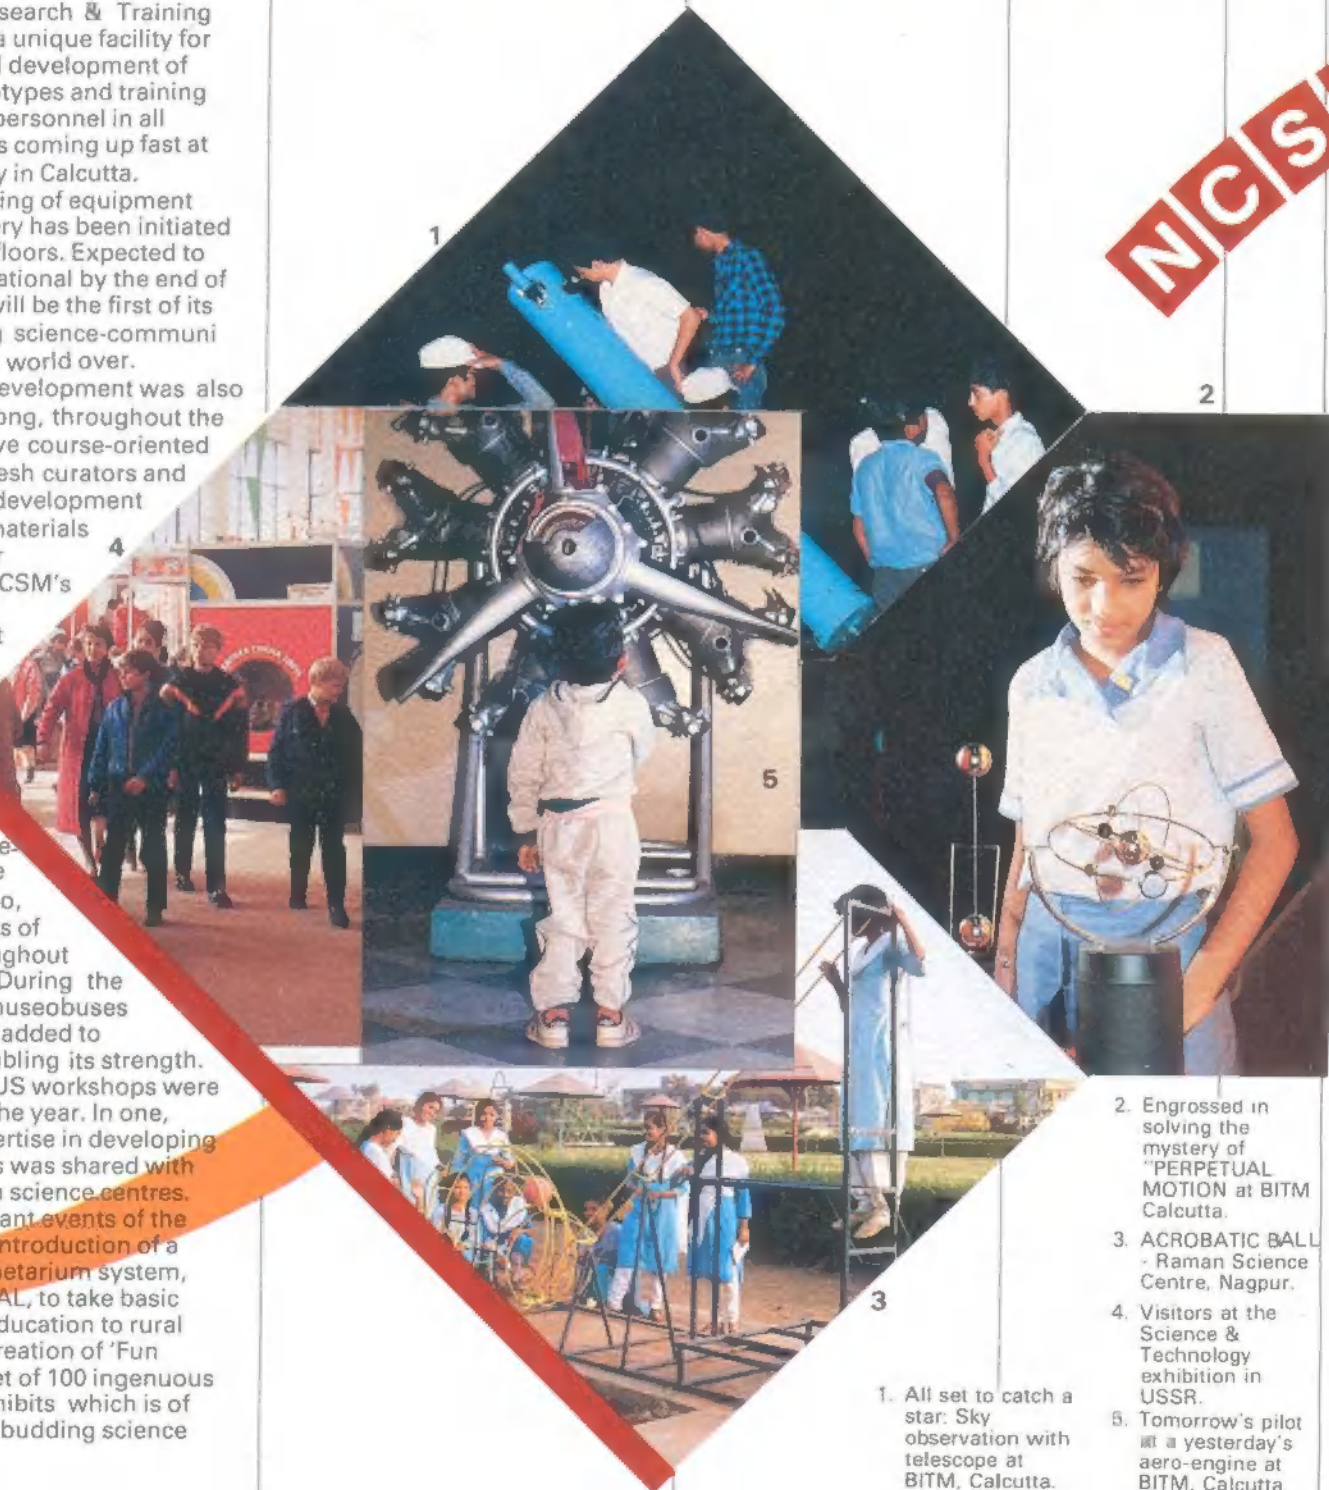 search & Training
a unique facility for
development of
types and training
personnel in all
s coming up fast at
y in Calcutta.
ing of equipment
ry has been initiated
floors. Expected to
ational by the end of
will be the first of its
science-communi
world over.
evelopment was also
ong, throughout the
ve course-oriented
esh curators and
development
materials
CSM's
t
e-
e
o,
s of
ughout
During the
museobuses
added to
bling its strength.
US workshops were
he year. In one,
ertise in developing
s was shared with
science centres.
ant events of the
ntroduction of a
netarium system,
AL, to take basic
ducation to rural
reation of 'Fun
et of 100 ingenuous
hibits which is of
budding science
NCS
1
2
4
5
3
1. All set to catch a
star: Sky
observation with
telescope at
BITM, Calcutta.
2. Engrossed in
solving the
mystery of
"PERPETUAL
MOTION at BITM
Calcutta.
3. ACROBATIC BALL
- Raman Science
Centre, Nagpur.
4. Visitors at the
Science &
Technology
exhibition in
USSR.
5. Tomorrow's pilot
at a yesterday's
aero-engine at
BITM, Calcutta